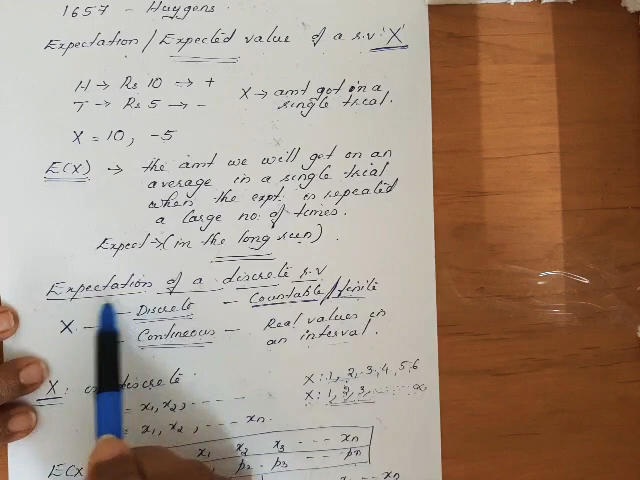 1657 - Huygens.
Expectation / Expected value of a r.v 'X'
H → Rs 10 → +
T → Rs 5 → -
X → amt got in a
single trial.
X = 10, -5
E(X) → the amt we will get on an
average in a single trial
when the expt. is repeated
a large no: of times.
Expect → (in the long run).
Expectation of a discrete r.v
X - Discrete - Countable / finite
Continuous - Real values in
an interval.
X: discrete
X: 1, 2, 3, 4, 5, 6
X: 1, 2, 3, ...... ∞
= x₁, x₂, ------
= x₁, x₂, --- xn.
x₁ x₂ x₃ --- xn
p₂ p₃ -- pn
E(X
-- xn